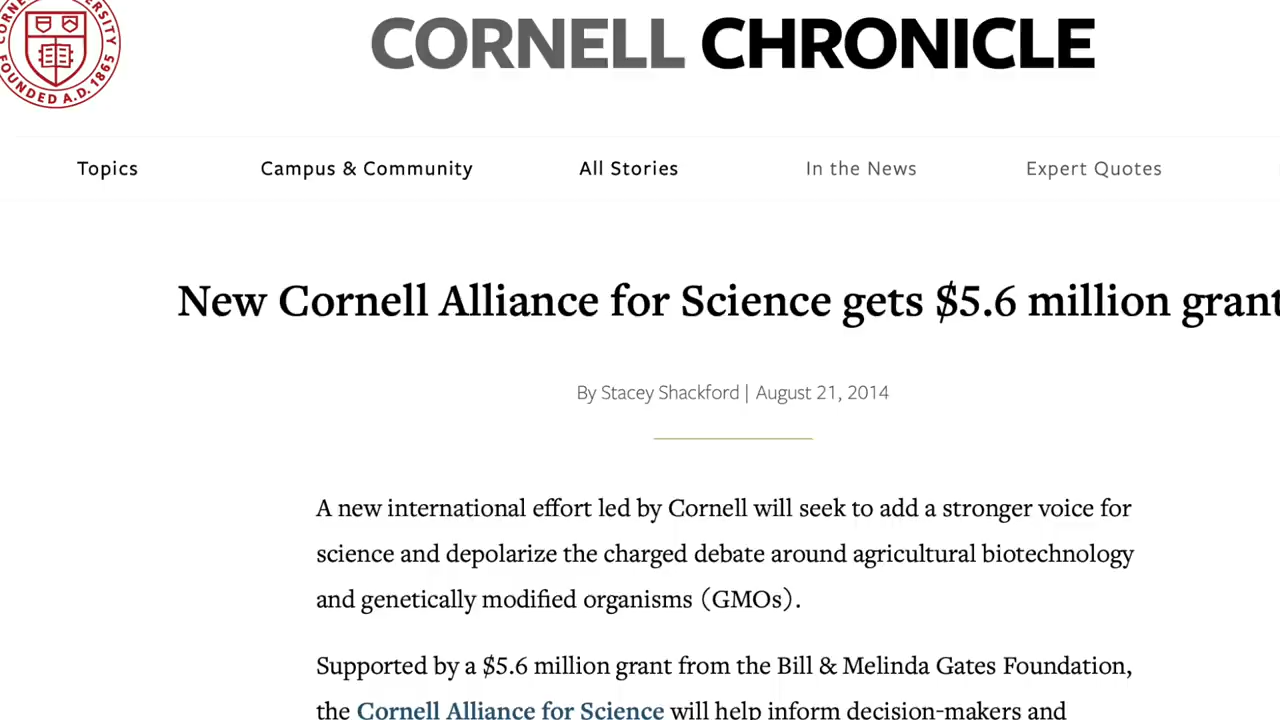 CORNELL CHRONICLE
FOUNDED A.D. 1865
Topics
Campus & Community
All Stories
In the News
Expert Quotes
New Cornell Alliance for Science gets $5.6 million grant
By Stacey Shackford | August 21, 2014
A new international effort led by Cornell will seek to add a stronger voice for
science and depolarize the charged debate around agricultural biotechnology
and genetically modified organisms (GMOs).
Supported by a $5.6 million grant from the Bill & Melinda Gates Foundation,
the Cornell Alliance for Science will help inform decision-makers and